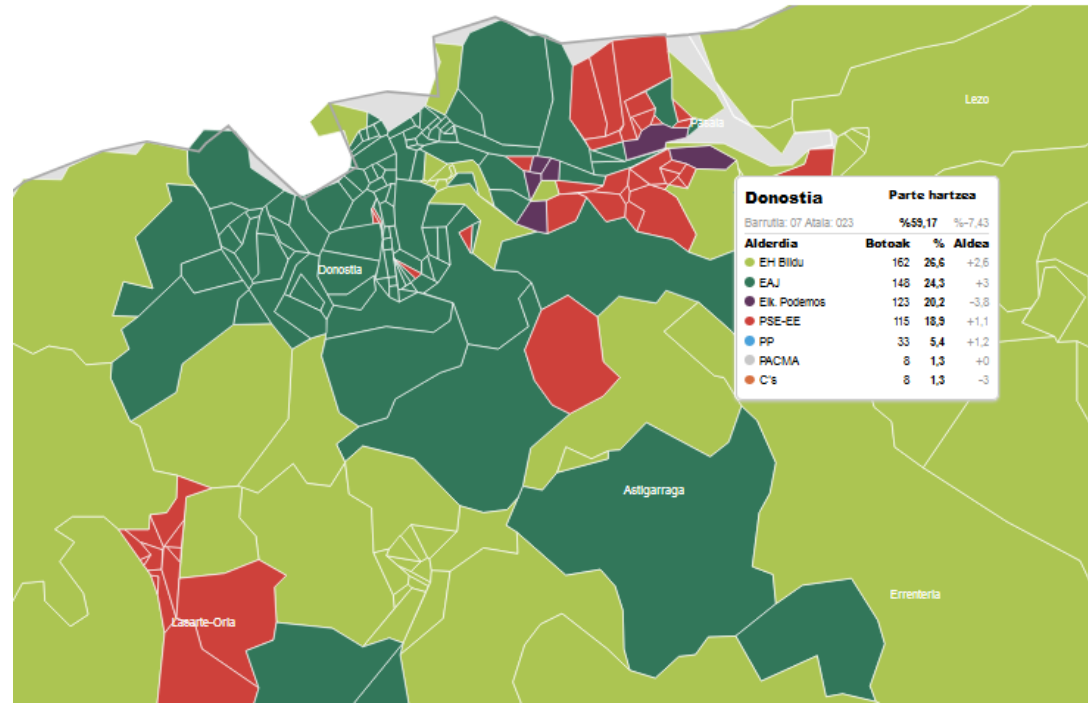 Lezo
Pasaia
Donostia
Donostia Parte hartzea
Barrutia: 07 Atala: 023 %59,17 %-7,43
Alderdia Botoak % Aldea
EH Bildu 162 26,6 +2,6
EAJ 148 24,3 +3
Elk. Podemos 123 20,2 -3,8
PSE-EE 115 18,9 +1,1
PP 33 5,4 +1,2
PACMA 8 1,3 +0
C's 8 1,3 -3
Astigarraga
Errenteria
Lasarte-Oria